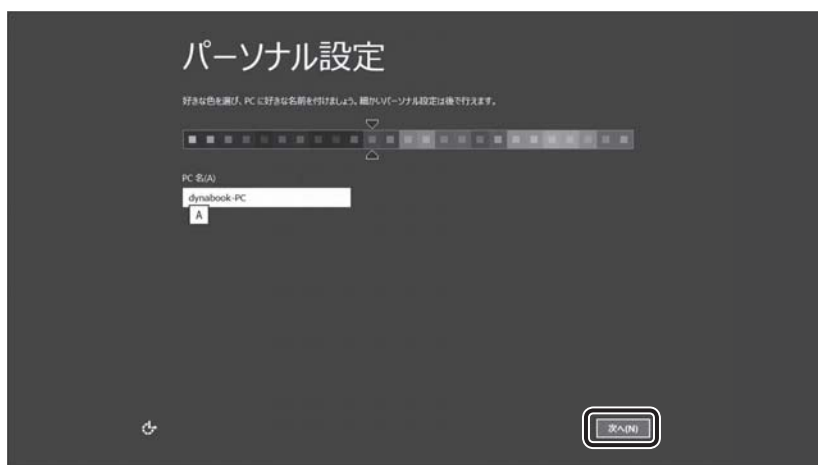 パーソナル設定
好きな色を選び、PC に好きな名前を付けましょう。細かいパーソナル設定は後で行えます。
PC 名(A)
dynabook-PC
A
次へ(N)